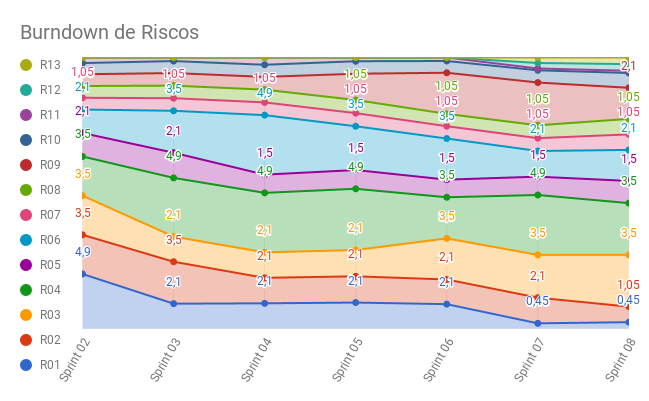 Burndown de Riscos
R13
R12
R11
R10
R09
R08
R07
R06
R05
R04
R03
R02
R01
1,05 1,05 1,05 1,05 1,05 1,05 2,1
2,1 3,5 4,9 1,05 1,05 1,05 1,05
2,1 2,1 1,5 3,5 3,5 2,1 1,05
3,5 4,9 4,9 1,5 1,5 1,5 2,1
3,5 2,1 2,1 4,9 3,5 4,9 1,5
3,5 3,5 2,1 2,1 3,5 3,5 3,5
4,9 2,1 2,1 2,1 2,1 2,1 3,5
2,1 2,1 0,45 1,05
0,45
Sprint 02
Sprint 03
Sprint 04
Sprint 05
Sprint 06
Sprint 07
Sprint 08